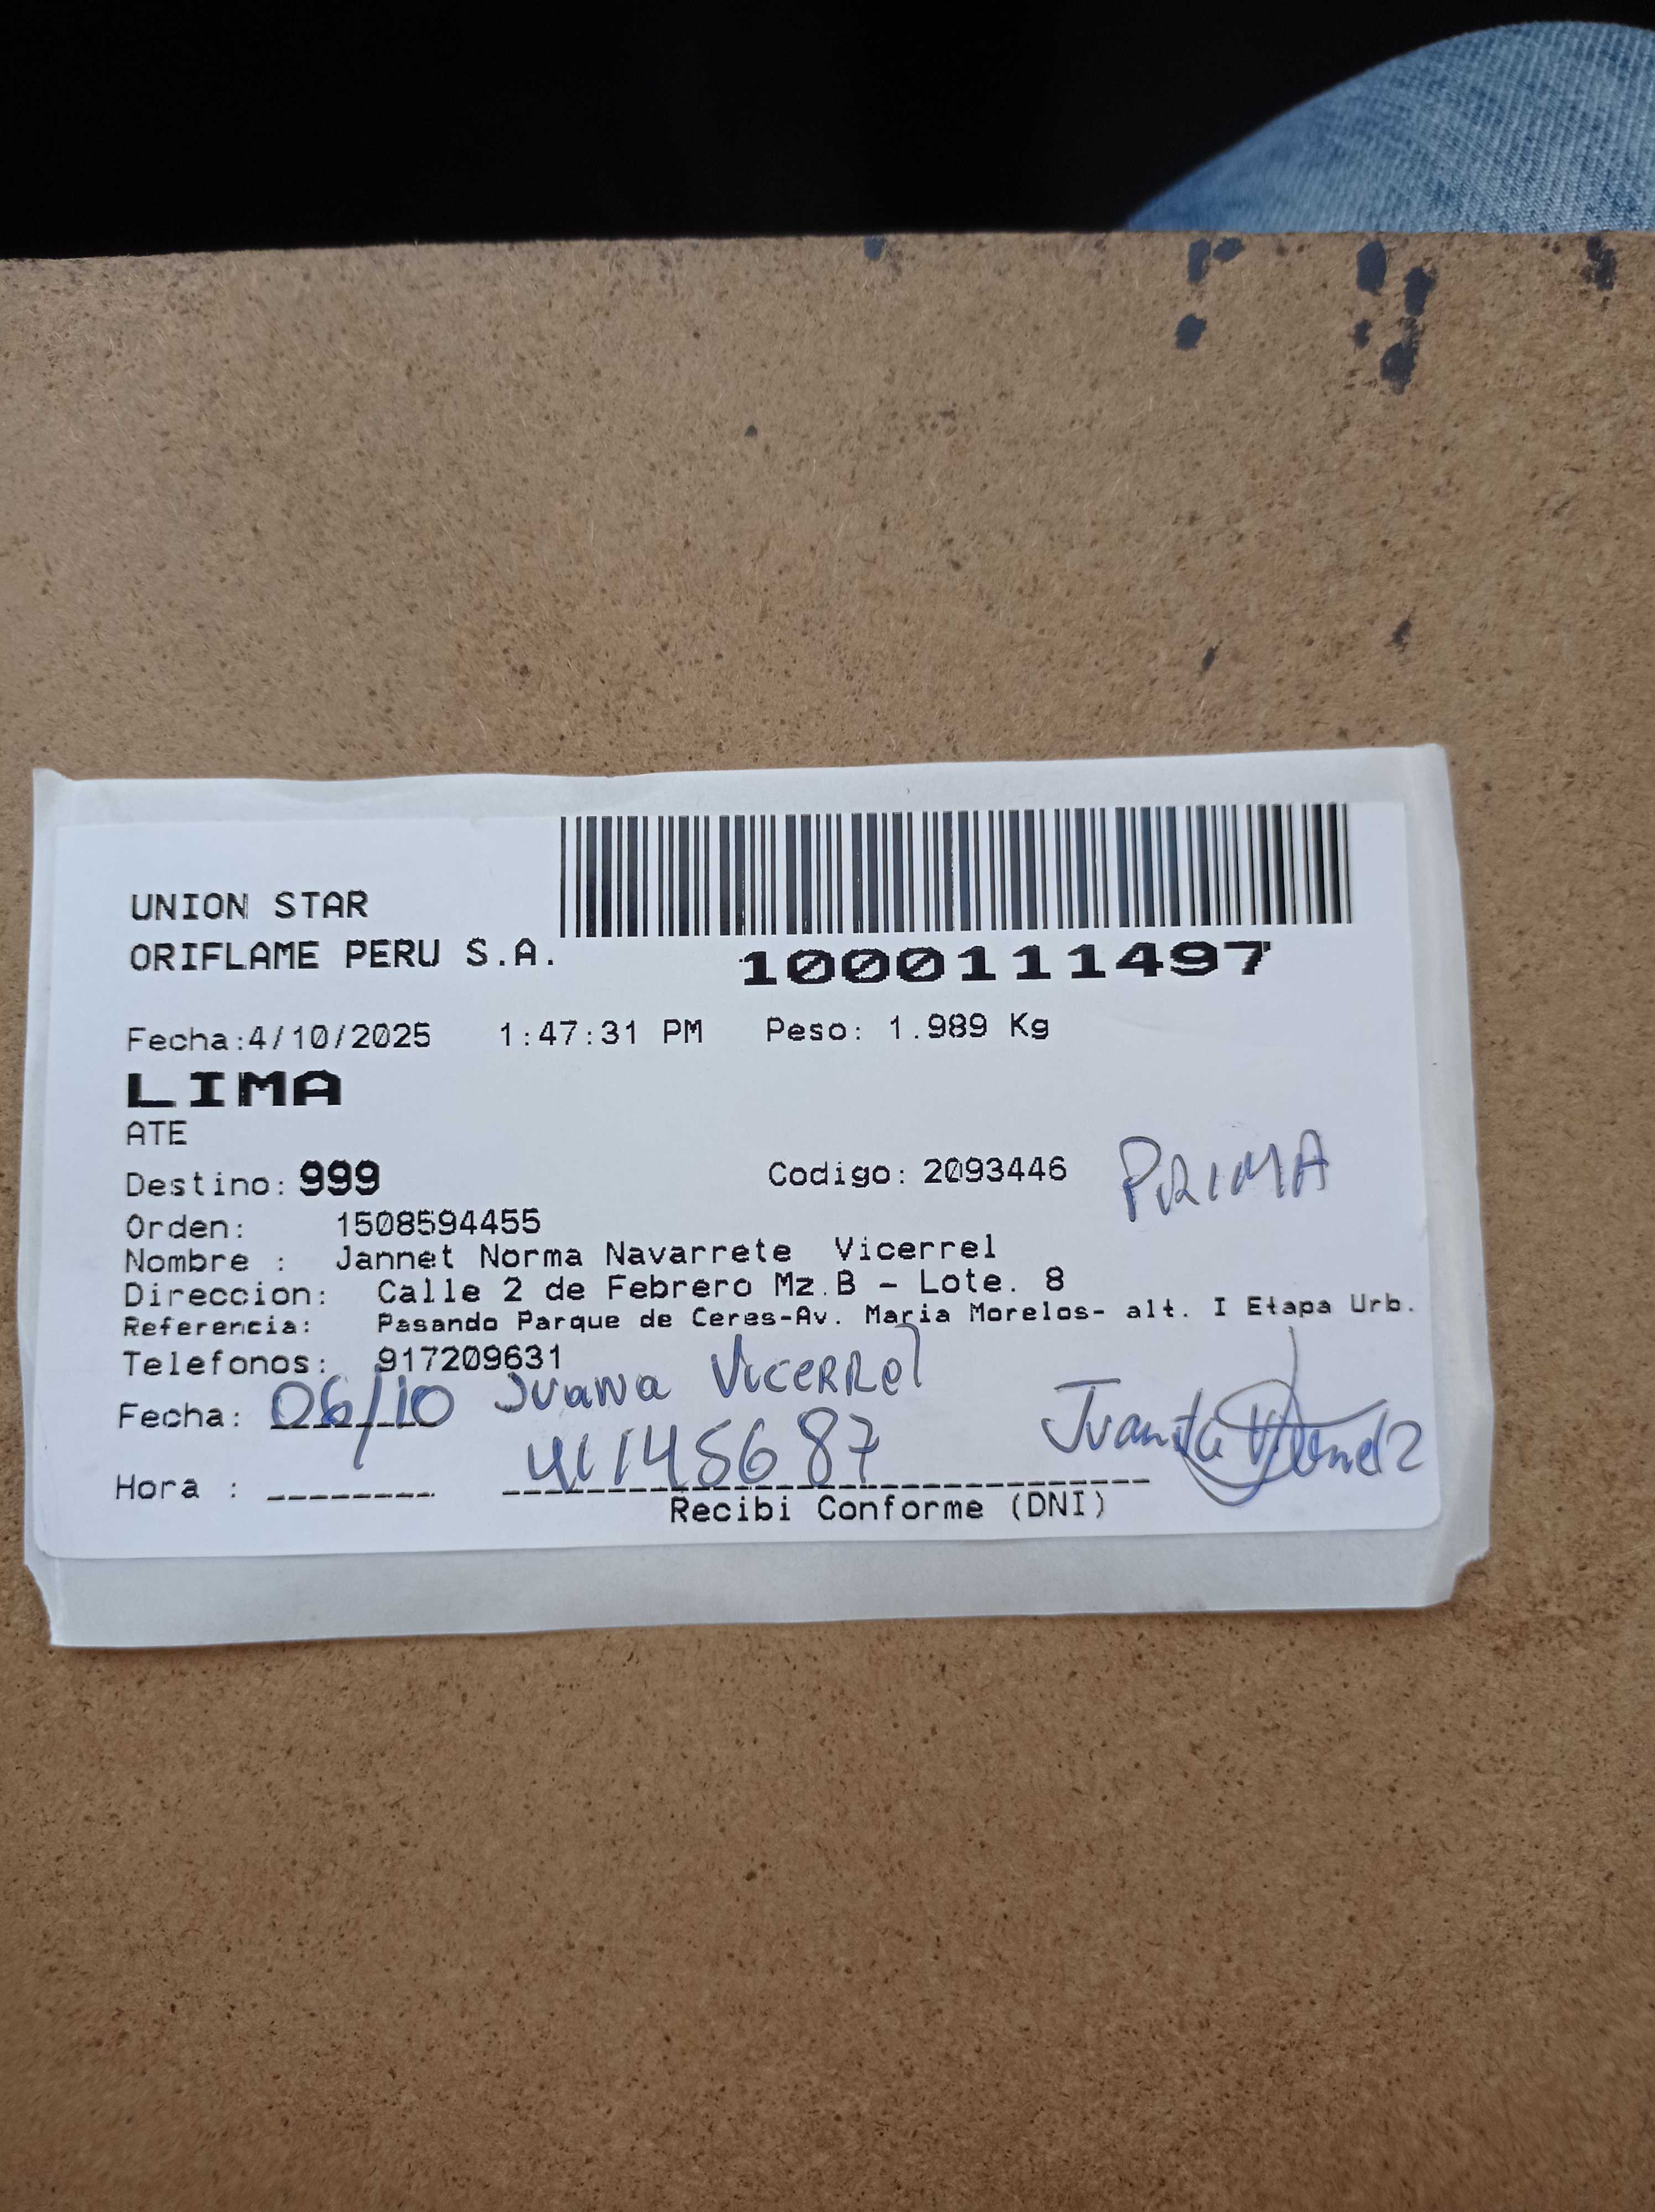 UNION STAR
ORIFLAME PERU S.A.
1000111497
Fecha:4/10/2025 1:47:31 PM Peso: 1.989 Kg
LIMA
ATE
Destino: 999 Codigo: 2093446 PRIMA
Orden: 1508594455
Nombre : Jannet Norma Navarrete Vicerrel
Direccion: Calle 2 de Febrero Mz.B - Lote. 8
Referencia: Pasando Parque de Ceres-Av. Maria Morelos- alt. I Etapa Urb.
Telefonos: 917209631
Fecha: 06/10 Juana Vicerrel
Hora :
Recibi Conforme (DNI)